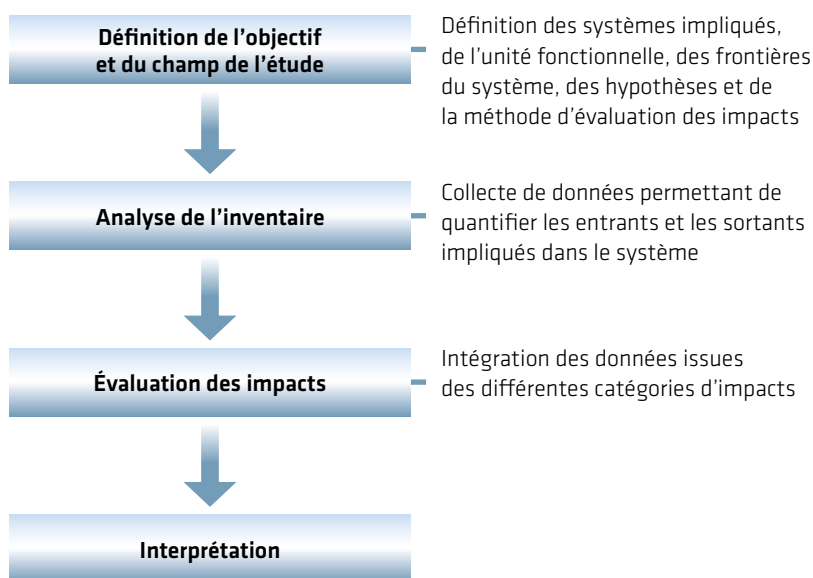 Définition de l'objectif
et du champ de l'étude
Définition des systèmes impliqués,
de l'unité fonctionnelle, des frontières
du système, des hypothèses et de
la méthode d'évaluation des impacts
Analyse de l'inventaire
Collecte de données permettant de
quantifier les entrants et les sortants
impliqués dans le système
Évaluation des impacts
Intégration des données issues
des différentes catégories d'impacts
Interprétation